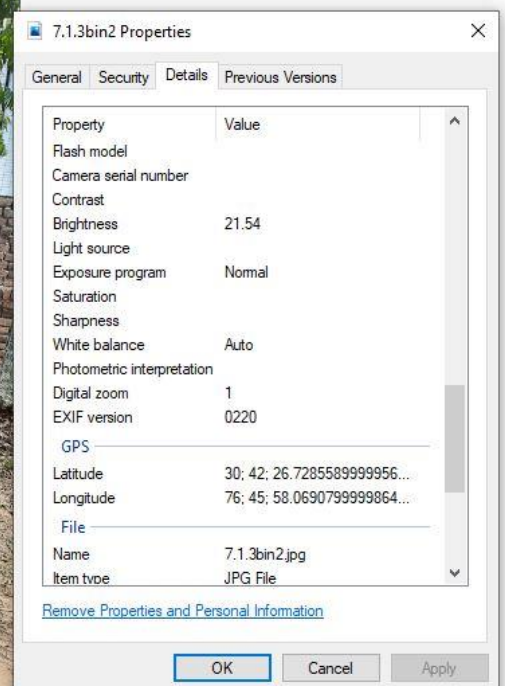 7.1.3bin2 Properties
General Security Details Previous Versions
Property Value
Flash model
Camera serial number
Contrast
Brightness 21.54
Light source
Exposure program Normal
Saturation
Sharpness
White balance Auto
Photometric interpretation
Digital zoom 1
EXIF version 0220
GPS
Latitude 30; 42; 26.7285589999956...
Longitude 76; 45; 58.0690799999864...
File
Name 7.1.3bin2.jpg
Item type JPG File
Remove Properties and Personal Information
OK Cancel Apply